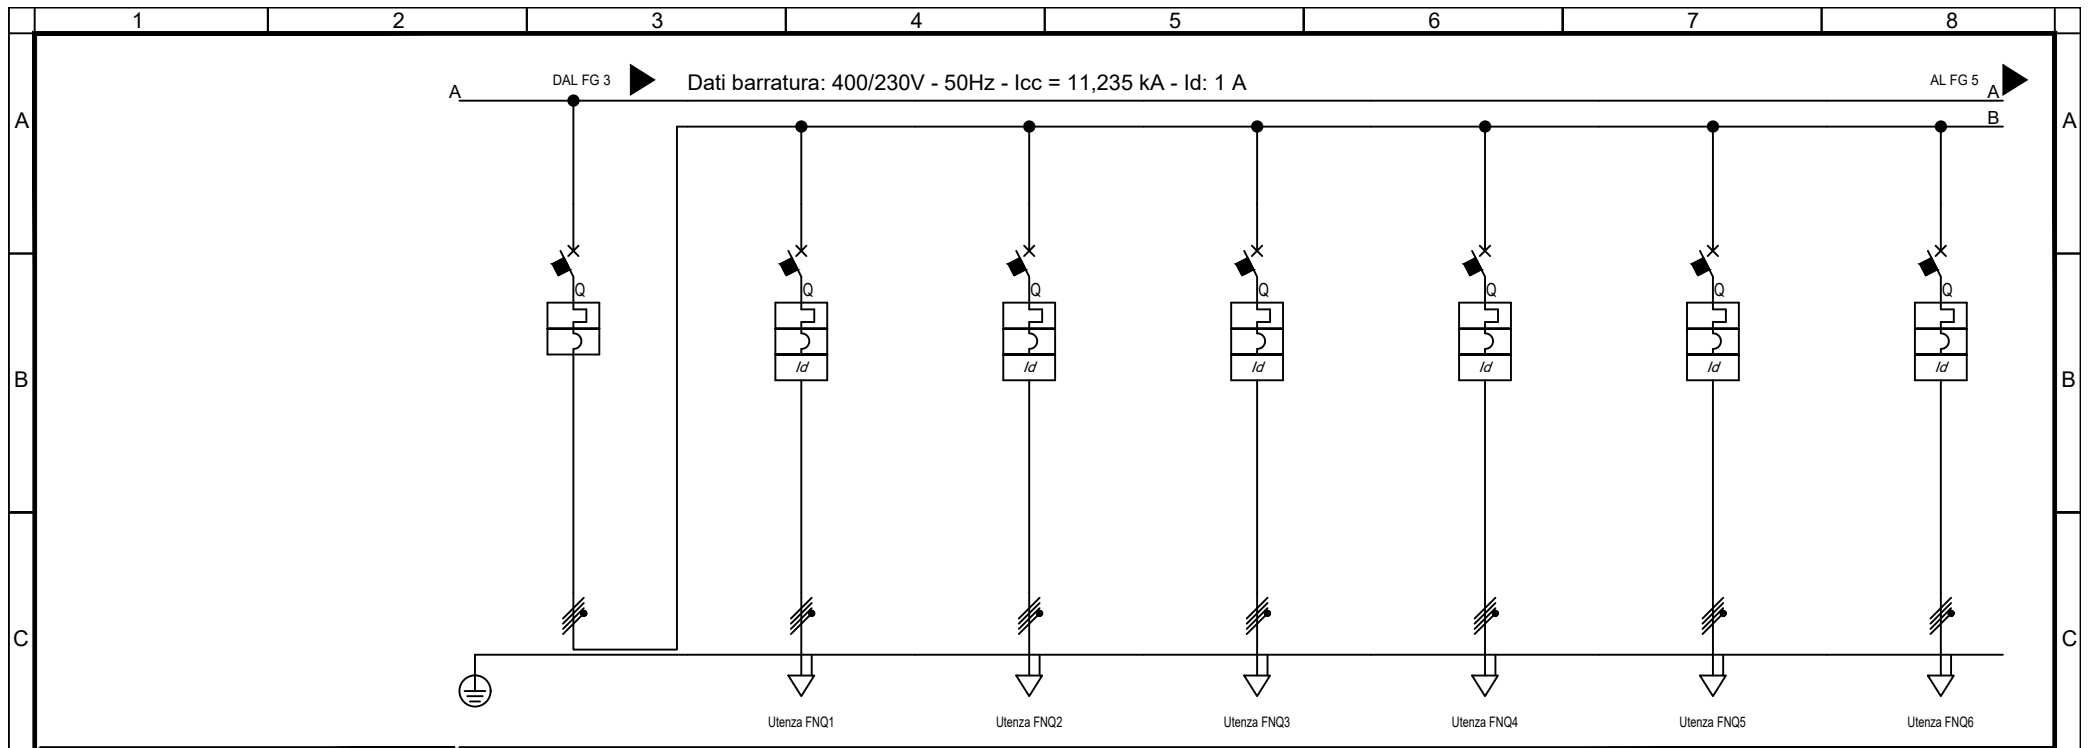 1 2 3 4 5 6 7 8
DAL FG 3 Dati barratura: 400/230V - 50Hz - Icc = 11,235 kA - Id: 1 A AL FG 5
A A
A A
B
Q Q Q Q Q Q Q
B Id Id Id Id Id Id B
C C
Utenza FNQ1 Utenza FNQ2 Utenza FNQ3 Utenza FNQ4 Utenza FNQ5 Utenza FNQ6